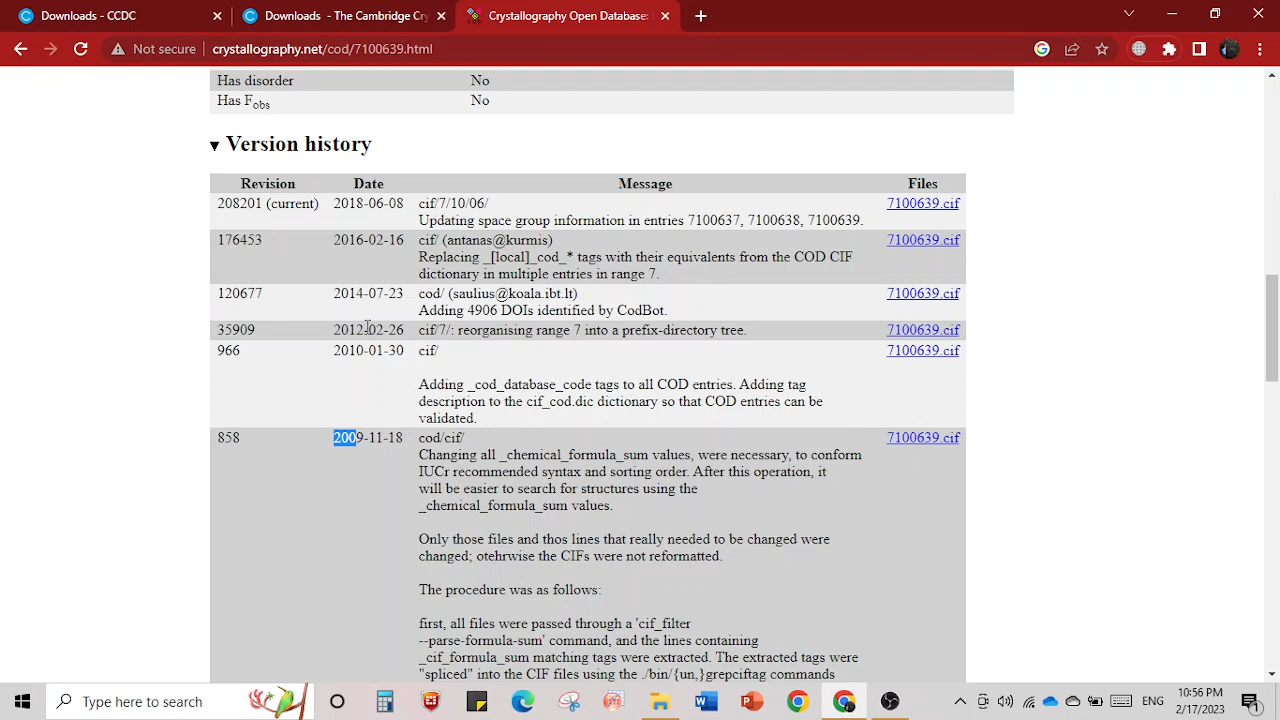 Downloads - CCDC
Downloads - The Cambridge Cry
Crystallography Open Database:
Not secure
crystallography.net/cod/7100639.html
Has disorder No
Has Fobs No
▼ Version history
Revision Date Message Files
208201 (current) 2018-06-08 cif/7/10/06/ 7100639.cif
Updating space group information in entries 7100637, 7100638, 7100639.
176453 2016-02-16 cif/ (antanas@kurmis) 7100639.cif
Replacing _[local]_cod_* tags with their equivalents from the COD CIF
dictionary in multiple entries in range 7.
120677 2014-07-23 cod/ (saulius@koala.ibt.lt) 7100639.cif
Adding 4906 DOIs identified by CodBot.
35909 2012-02-26 cif/7/: reorganising range 7 into a prefix-directory tree. 7100639.cif
966 2010-01-30 cif/ 7100639.cif
Adding _cod_database_code tags to all COD entries. Adding tag
description to the cif_cod.dic dictionary so that COD entries can be
validated.
858 2009-11-18 cod/cif/ 7100639.cif
Changing all _chemical_formula_sum values, were necessary, to conform
IUCr recommended syntax and sorting order. After this operation, it
will be easier to search for structures using the
_chemical_formula_sum values.
Only those files and thos lines that really needed to be changed were
changed; otehrwise the CIFs were not reformatted.
The procedure was as follows:
first, all files were passed through a 'cif_filter
--parse-formula-sum' command, and the lines containing
_cif_formula_sum matching tags were extracted. The extracted tags were
"spliced" into the CIF files using the ./bin/{un,}grepciftag commands
Type here to search
ENG
10:56 PM
2/17/2023
1